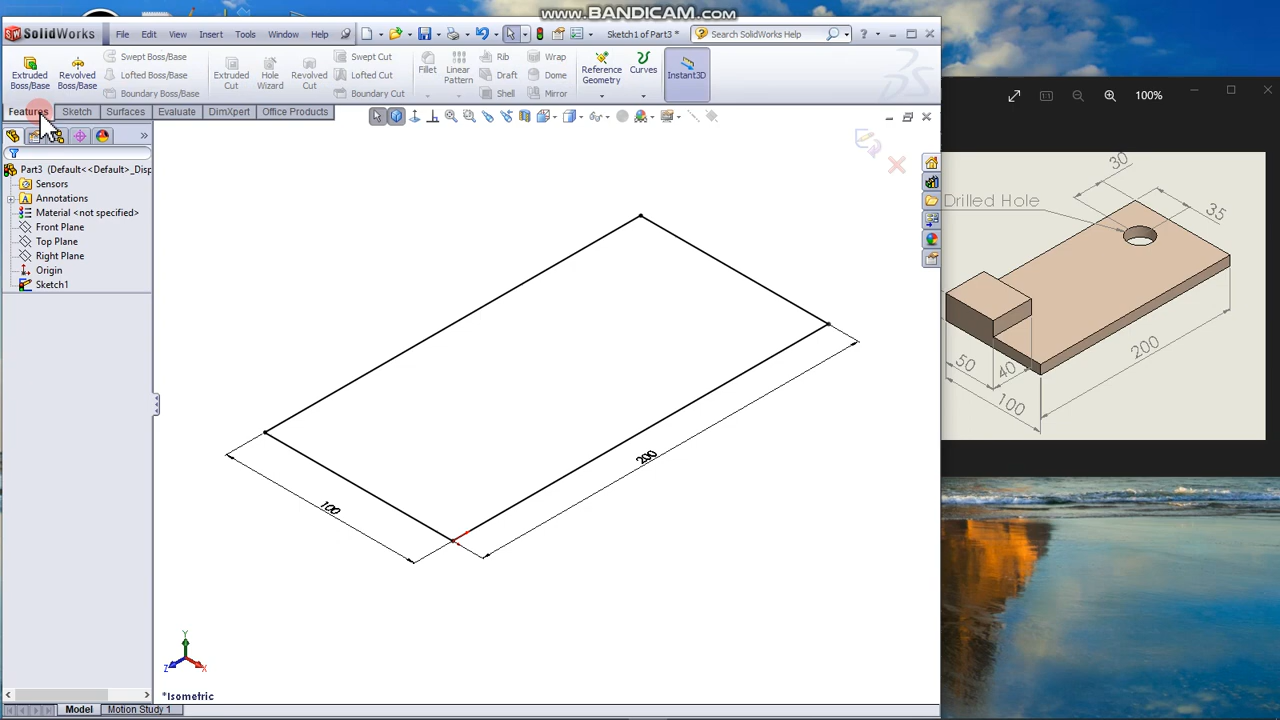 www.BANDICAM.com
SolidWorks File Edit View Insert Tools Window Help Sketch1 of Part3 * Search SolidWorks Help
Extruded Boss/Base
Revolved Boss/Base
Swept Boss/Base
Lofted Boss/Base
Boundary Boss/Base
Extruded Cut
Hole Wizard
Revolved Cut
Swept Cut
Lofted Cut
Boundary Cut
Fillet
Linear Pattern
Rib
Draft
Shell
Wrap
Dome
Mirror
Reference Geometry
Curves
Instant3D
Features Sketch Surfaces Evaluate DimXpert Office Products
Part3 (Default<<Default>_Disp
Sensors
Annotations
Material <not specified>
Front Plane
Top Plane
Right Plane
Origin
Sketch1
100
200
Y
Z
X
*Isometric
Model Motion Study 1
100%
30
Drilled Hole
35
50
40
200
100